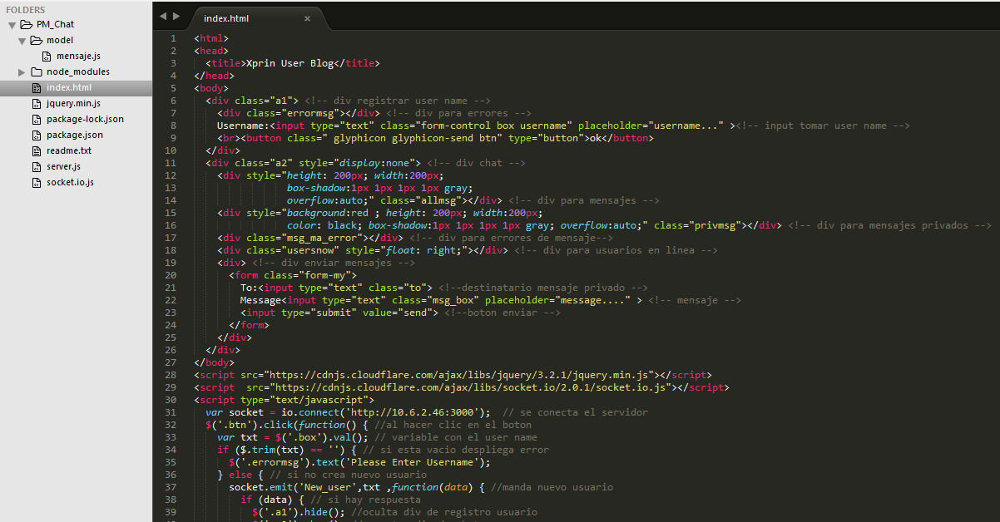 FOLDERS
PM_Chat
model
mensaje.js
node_modules
index.html
jquery.min.js
package-lock.json
package.json
readme.txt
server.js
socket.io.js
index.html ×
1 <html>
2 <head>
3 <title>Xprin User Blog</title>
4 </head>
5 <body>
6 <div class="a1"> <!-- div registrar user name -->
7 <div class="errormsg"></div> <!-- div para errores -->
8 Username:<input type="text" class="form-control box username" placeholder="username..." ><!-- input tomar user name -->
9 <br><button class=" glyphicon glyphicon-send btn" type="button">ok</button>
10 </div>
11 <div class="a2" style="display:none"> <!-- div chat -->
12 <div style="height: 200px; width:200px;
13 box-shadow:1px 1px 1px 1px gray;
14 overflow:auto;" class="allmsg"></div> <!-- div para mensajes -->
15 <div style="background:red ; height: 200px; width:200px;
16 color: black; box-shadow:1px 1px 1px 1px gray; overflow:auto;" class="privmsg"></div> <!-- div para mensajes privados -->
17 <div class="msg_ma_error"></div> <!-- div para errores de mensaje-->
18 <div class="usersnow" style="float: right;"></div> <!-- div para usuarios en linea -->
19 <div> <!-- div enviar mensajes -->
20 <form class="form-my">
21 To:<input type="text" class="to"> <!--destinatario mensaje privado -->
22 Message<input type="text" class="msg_box" placeholder="message...." > <!-- mensaje -->
23 <input type="submit" value="send"> <!--boton enviar -->
24 </form>
25 </div>
26 </div>
27 </body>
28 <script src="https://cdnjs.cloudflare.com/ajax/libs/jquery/3.2.1/jquery.min.js"></script>
29 <script  src="https://cdnjs.cloudflare.com/ajax/libs/socket.io/2.0.1/socket.io.js"></script>
30 <script type="text/javascript">
31 var socket = io.connect('http://10.6.2.46:3000');  // se conecta el servidor
32 $('.btn').click(function() { //al hacer clic en el boton
33 var txt = $('.box').val(); // variable con el user name
34 if ($.trim(txt) == '') { // si esta vacio despliega error
35 $('.errormsg').text('Please Enter Username');
36 } else { // si no crea nuevo usuario
37 socket.emit('New_user',txt ,function(data) { //manda nuevo usuario
38 if (data) { // si hay respuesta
39 $('.a1').hide(); //oculta div de registro usuario